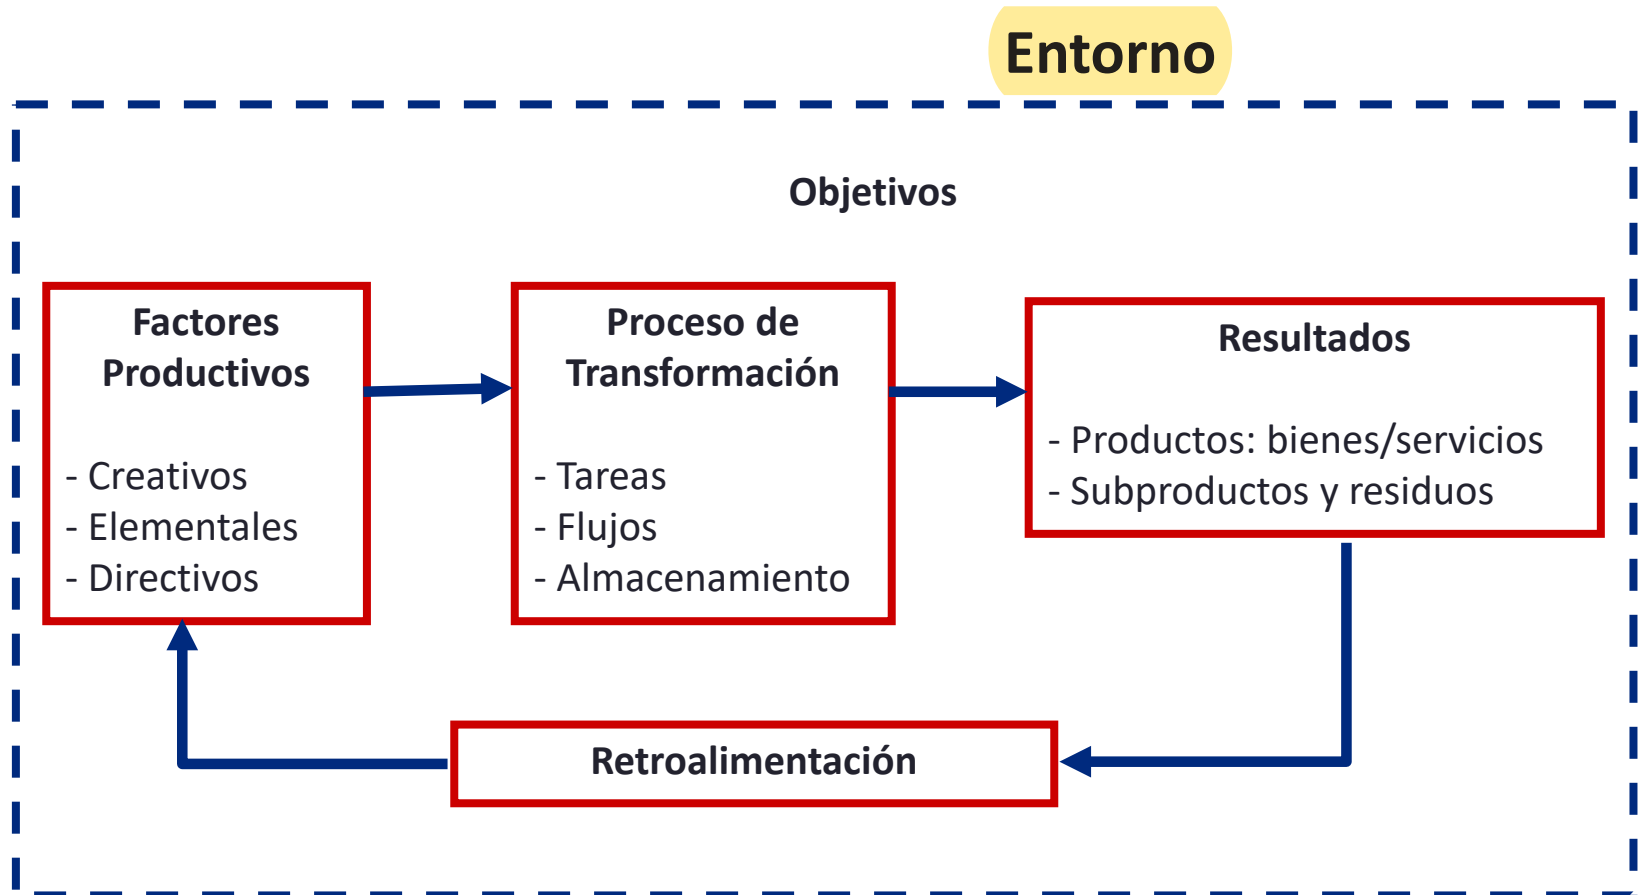 Entorno
Objetivos
Factores
Productivos
- Creativos
- Elementales
- Directivos
Proceso de
Transformación
- Tareas
- Flujos
- Almacenamiento
Resultados
- Productos: bienes/servicios
- Subproductos y residuos
Retroalimentación